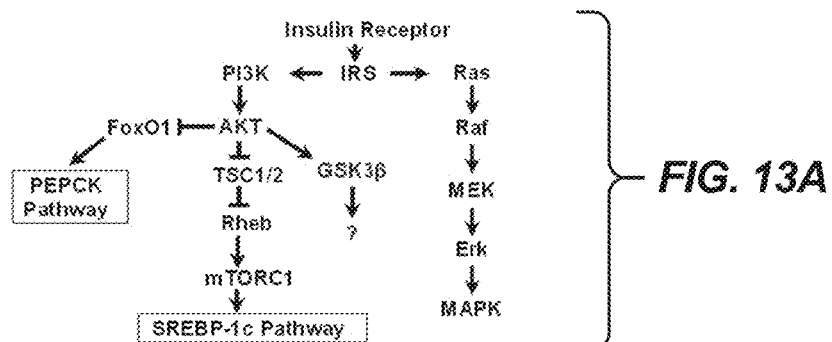 Insulin Receptor
PI3K IRS Ras
FoxO1 AKT Raf
PEPCK
Pathway
TSC1/2 GSK3β MEK
Rheb ? Erk
mTORC1
MAPK
SREBP-1c Pathway
FIG. 13A